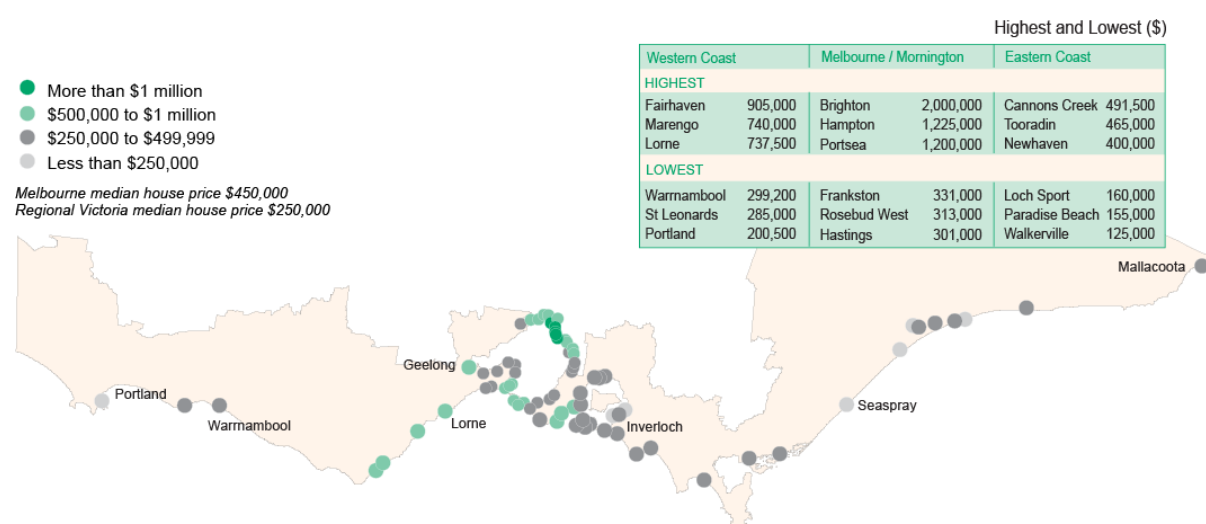 Highest and Lowest ($)
Western Coast Melbourne / Mornington Eastern Coast
HIGHEST
Fairhaven 905,000 Brighton 2,000,000 Cannons Creek 491,500
Marengo 740,000 Hampton 1,225,000 Tooradin 465,000
Lorne 737,500 Portsea 1,200,000 Newhaven 400,000
LOWEST
Warrnambool 299,200 Frankston 331,000 Loch Sport 160,000
St Leonards 285,000 Rosebud West 313,000 Paradise Beach 155,000
Portland 200,500 Hastings 301,000 Walkerville 125,000
More than $1 million
$500,000 to $1 million
$250,000 to $499,999
Less than $250,000
Melbourne median house price $450,000
Regional Victoria median house price $250,000
Mallacoota
Geelong
Portland
Seaspray
Warrnambool
Lorne
Inverloch